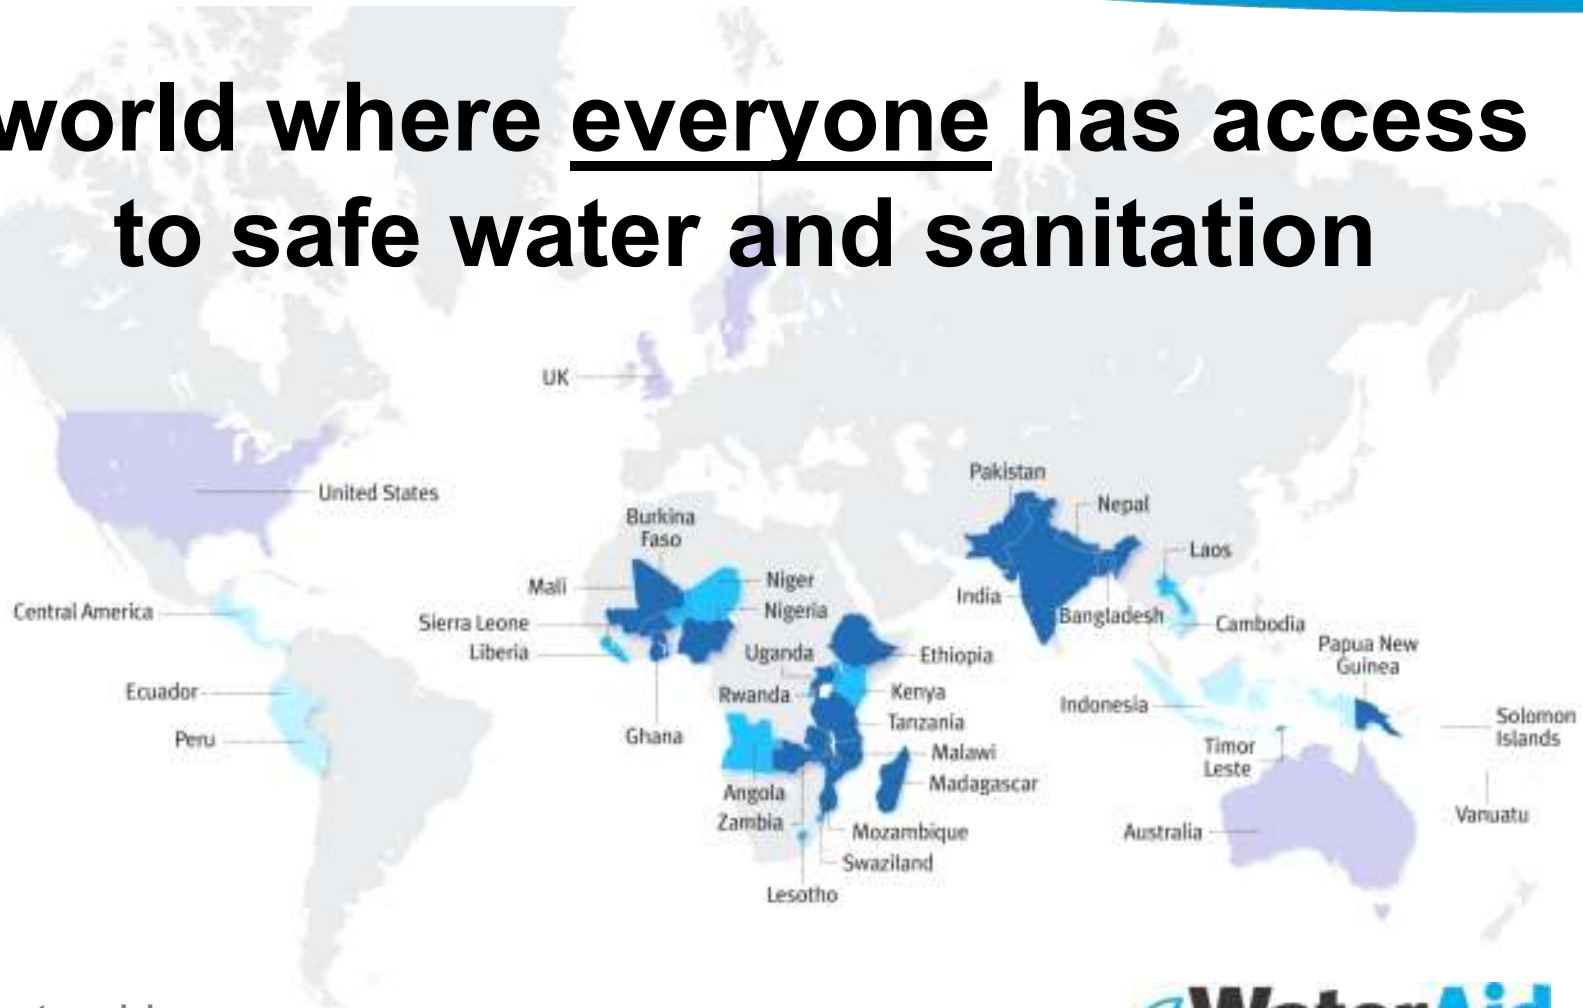 world where everyone has access
to safe water and sanitation
UK
United States
Central America
Ecuador
Peru
Burkina
Faso
Mali
Niger
Nigeria
Sierra Leone
Liberia
Ghana
Uganda
Rwanda
Ethiopia
Kenya
Tanzania
Malawi
Madagascar
Angola
Zambia
Mozambique
Swaziland
Lesotho
Pakistan
Nepal
India
Bangladesh
Laos
Cambodia
Papua New
Guinea
Indonesia
Timor
Leste
Solomon
Islands
Vanuatu
Australia
WaterAid